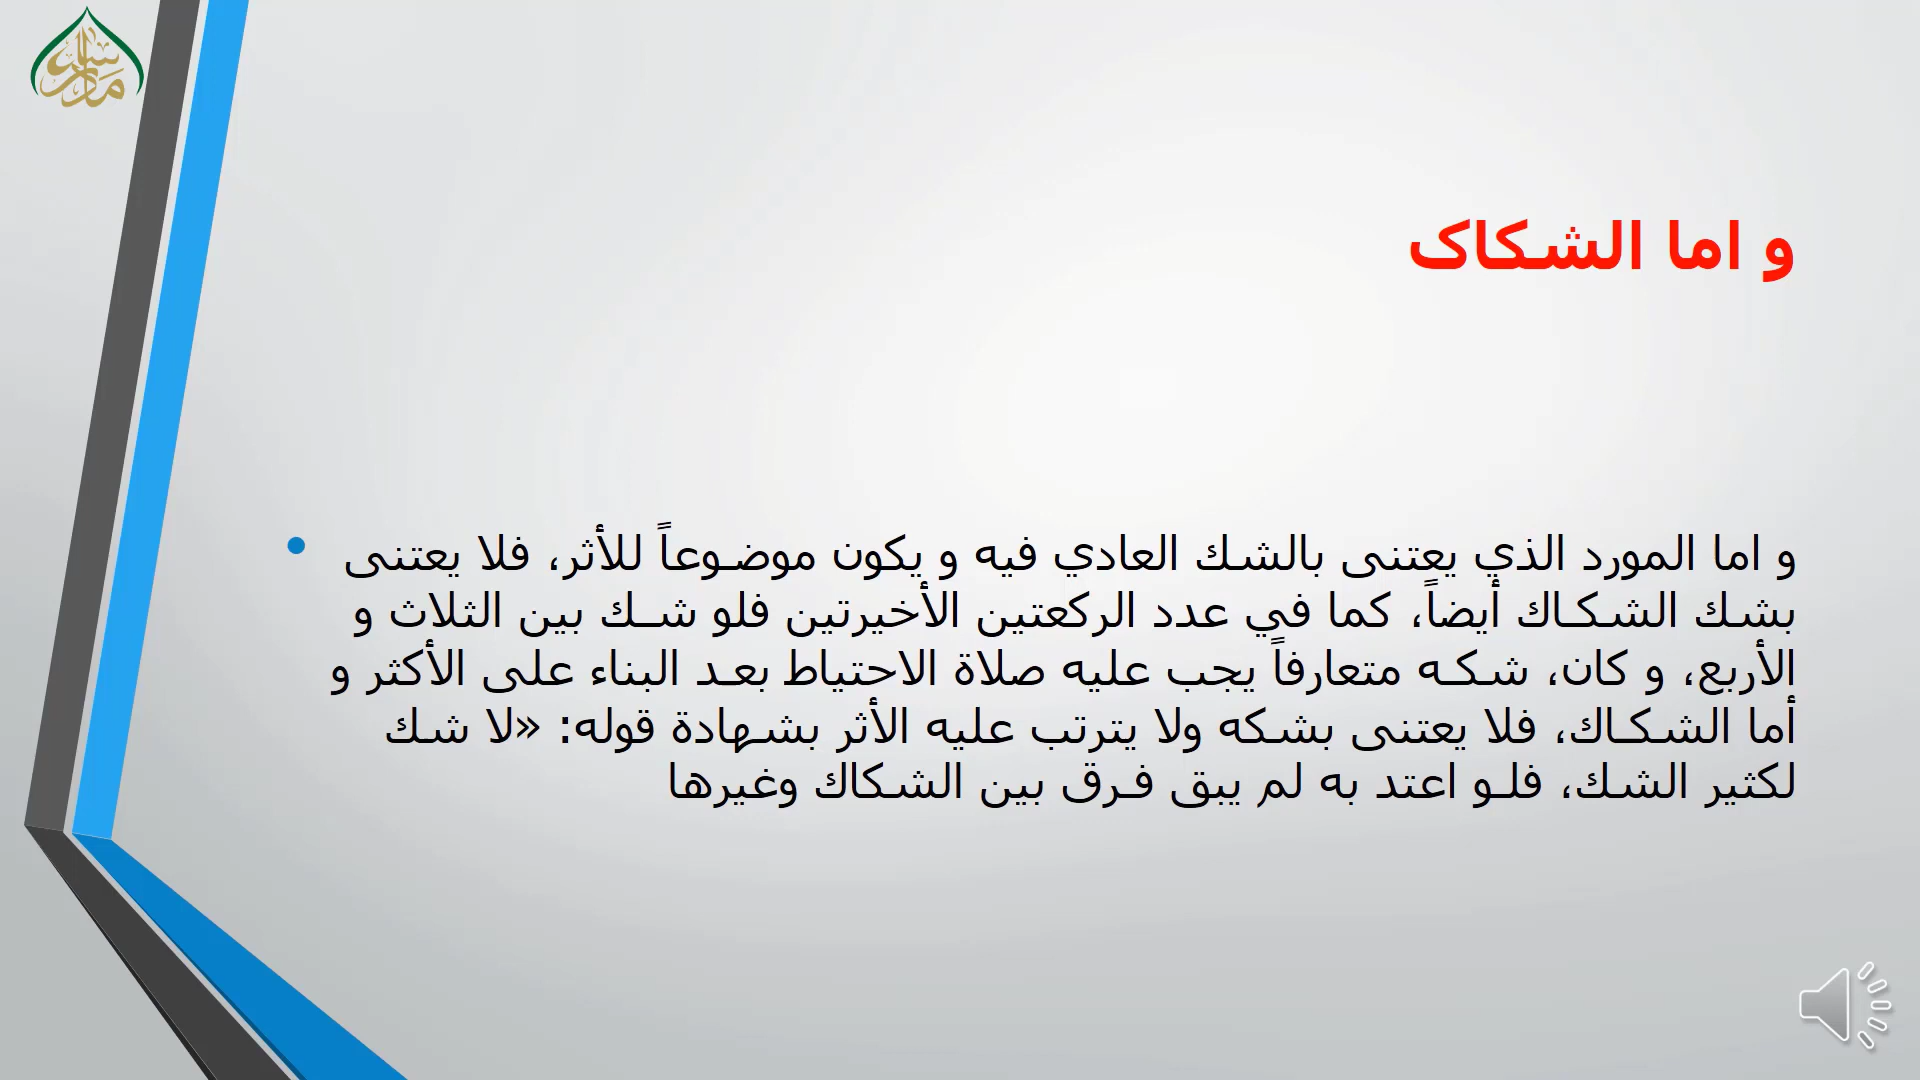 و اما الشکاک
و اما المورد الذي يعتنى بالشك العادي فيه و يكون موضوعاً للأثر، فلا يعتنى
بشك الشكاك أيضاً، كما في عدد الركعتين الأخيرتين فلو شك بين الثلاث و
الأربع، و كان، شكه متعارفاً يجب عليه صلاة الاحتياط بعد البناء على الأكثر و
أما الشكاك، فلا يعتنى بشكه ولا يترتب عليه الأثر بشهادة قوله: «لا شك
لكثير الشك، فلو اعتد به لم يبق فرق بين الشكاك وغيرها